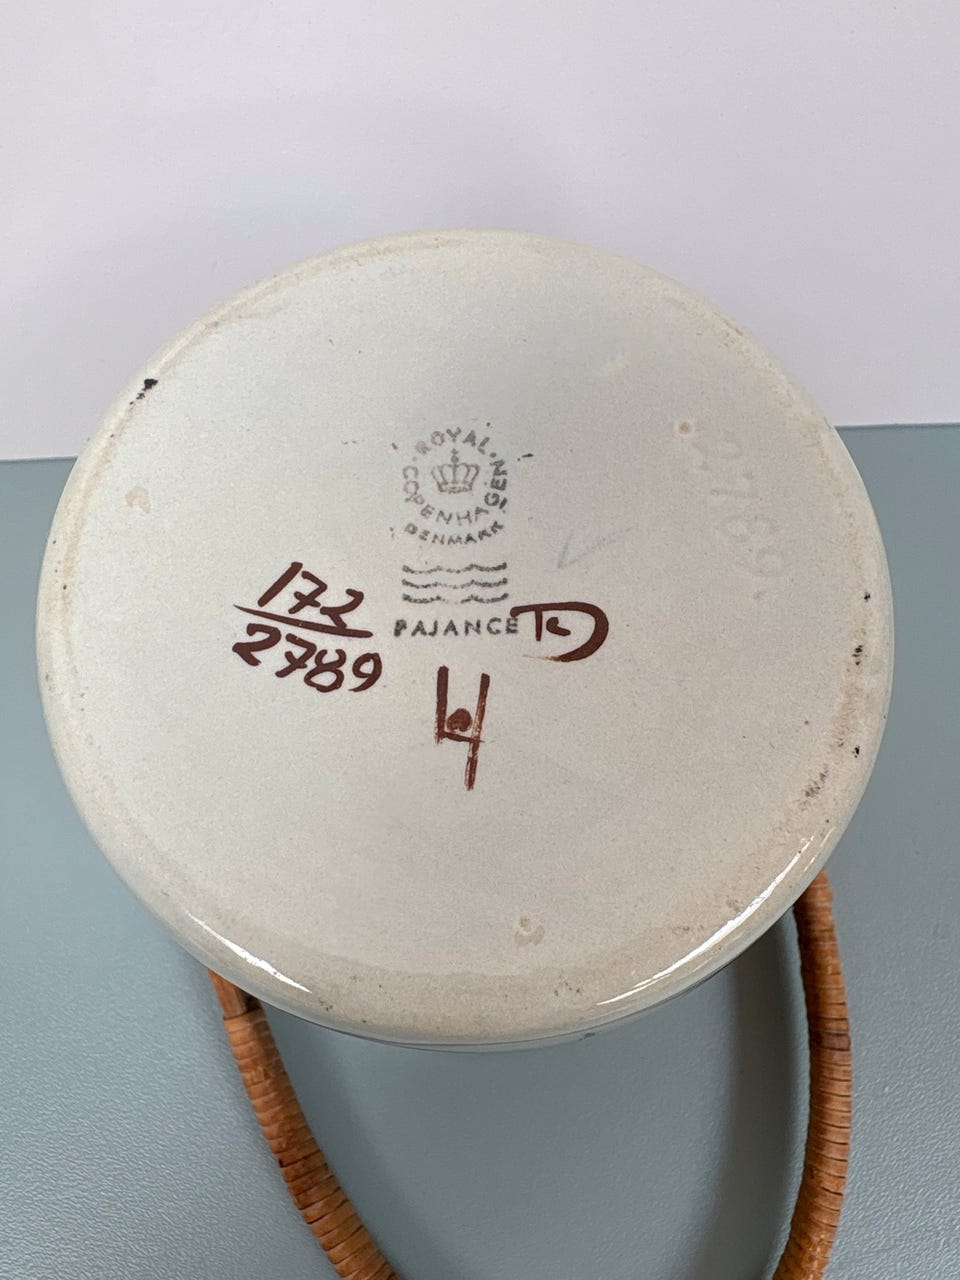 ROYAL COPENHAGEN
DENMARK
FAJANCE
172
2789
2789